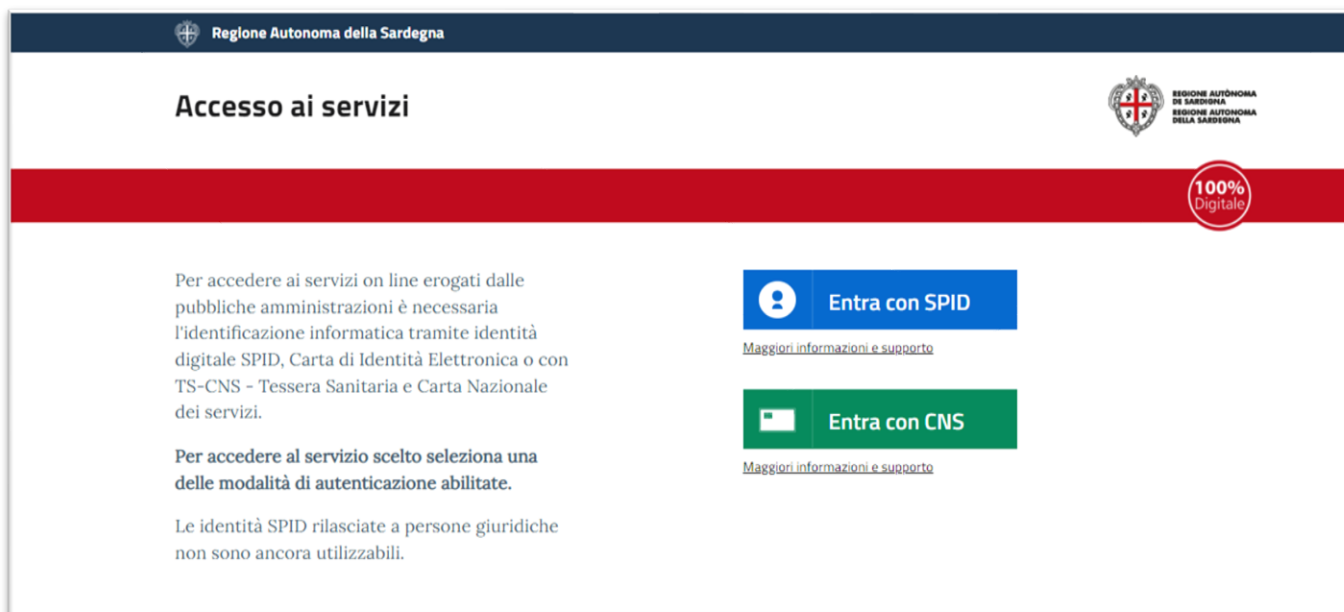 Regione Autonoma della Sardegna
Accesso ai servizi
REGIONE AUTÒNOMA
DE SARDIGNA
REGIONE AUTONOMA
DELLA SARDEGNA
100%
Digitale
Per accedere ai servizi on line erogati dalle
pubbliche amministrazioni è necessaria
l'identificazione informatica tramite identità
digitale SPID, Carta di Identità Elettronica o con
TS-CNS - Tessera Sanitaria e Carta Nazionale
dei servizi.
Per accedere al servizio scelto seleziona una
delle modalità di autenticazione abilitate.
Le identità SPID rilasciate a persone giuridiche
non sono ancora utilizzabili.
Entra con SPID
Maggiori informazioni e supporto
Entra con CNS
Maggiori informazioni e supporto